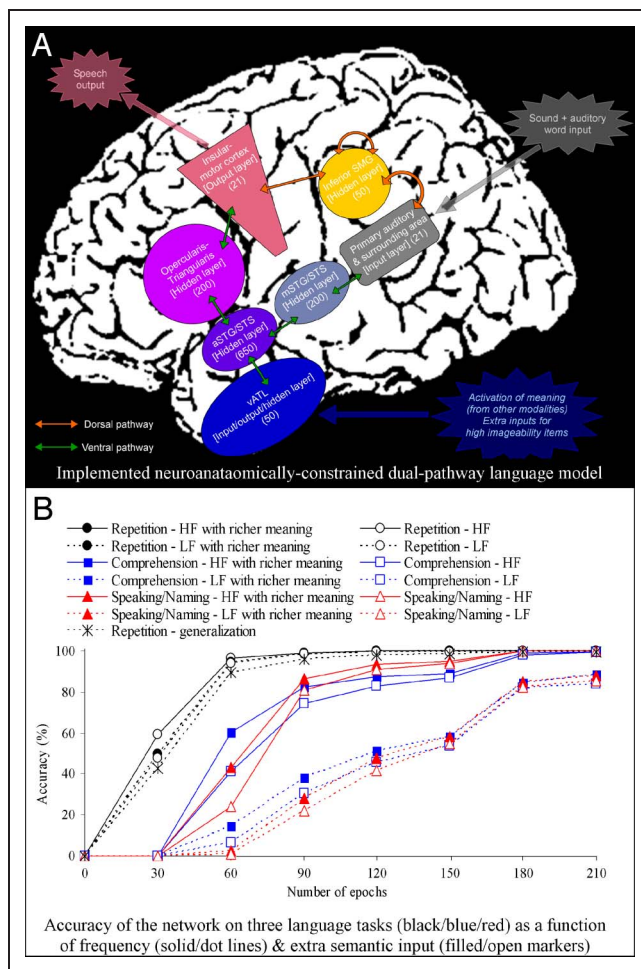 A
Speech
output
Sound + auditory
word input
Insular-
motor cortex
[Output layer]
(21)
Inferior SMG
[Hidden layer]
(50)
Primary auditory
& surrounding area
[Input layer] (21)
Opercularis-
Triangularis
[Hidden layer]
(200)
mSTG/STS
[Hidden layer]
(200)
aSTG/STS
[Hidden layer]
(650)
vATL
[Input/output/hidden layer]
(50)
Activation of meaning
(from other modalities)
Extra inputs for
high imageability items
Dorsal pathway
Ventral pathway
Implemented neuroanataomically-constrained dual-pathway language model
B
Repetition - HF with richer meaning
Repetition - HF
Repetition - LF with richer meaning
Repetition - LF
Comprehension - HF with richer meaning
Comprehension - HF
Comprehension - LF with richer meaning
Comprehension - LF
Speaking/Naming - HF with richer meaning
Speaking/Naming - HF
Speaking/Naming - LF with richer meaning
Speaking/Naming - LF
Repetition - generalization
100
80
60
40
20
0
Accuracy (%)
0 30 60 90 120 150 180 210
Number of epochs
Accuracy of the network on three language tasks (black/blue/red) as a function
of frequency (solid/dot lines) & extra semantic input (filled/open markers)